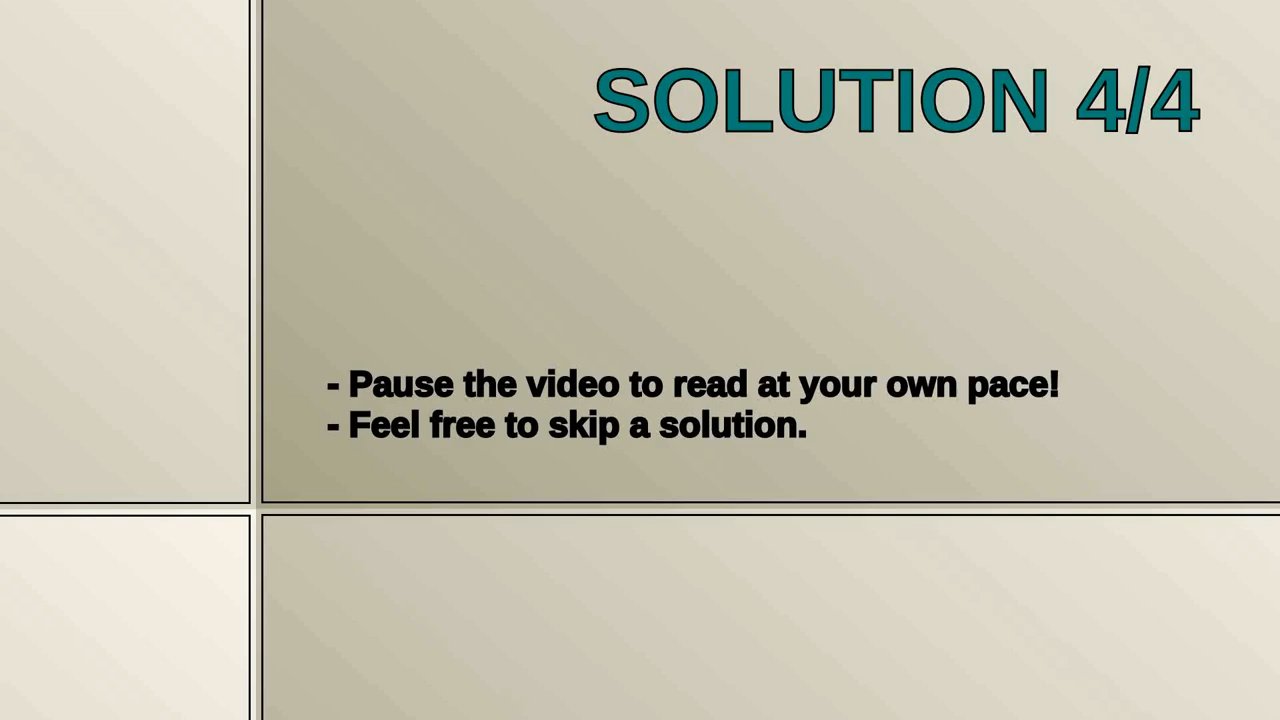 SOLUTION 4/4
- Pause the video to read at your own pace!
- Feel free to skip a solution.